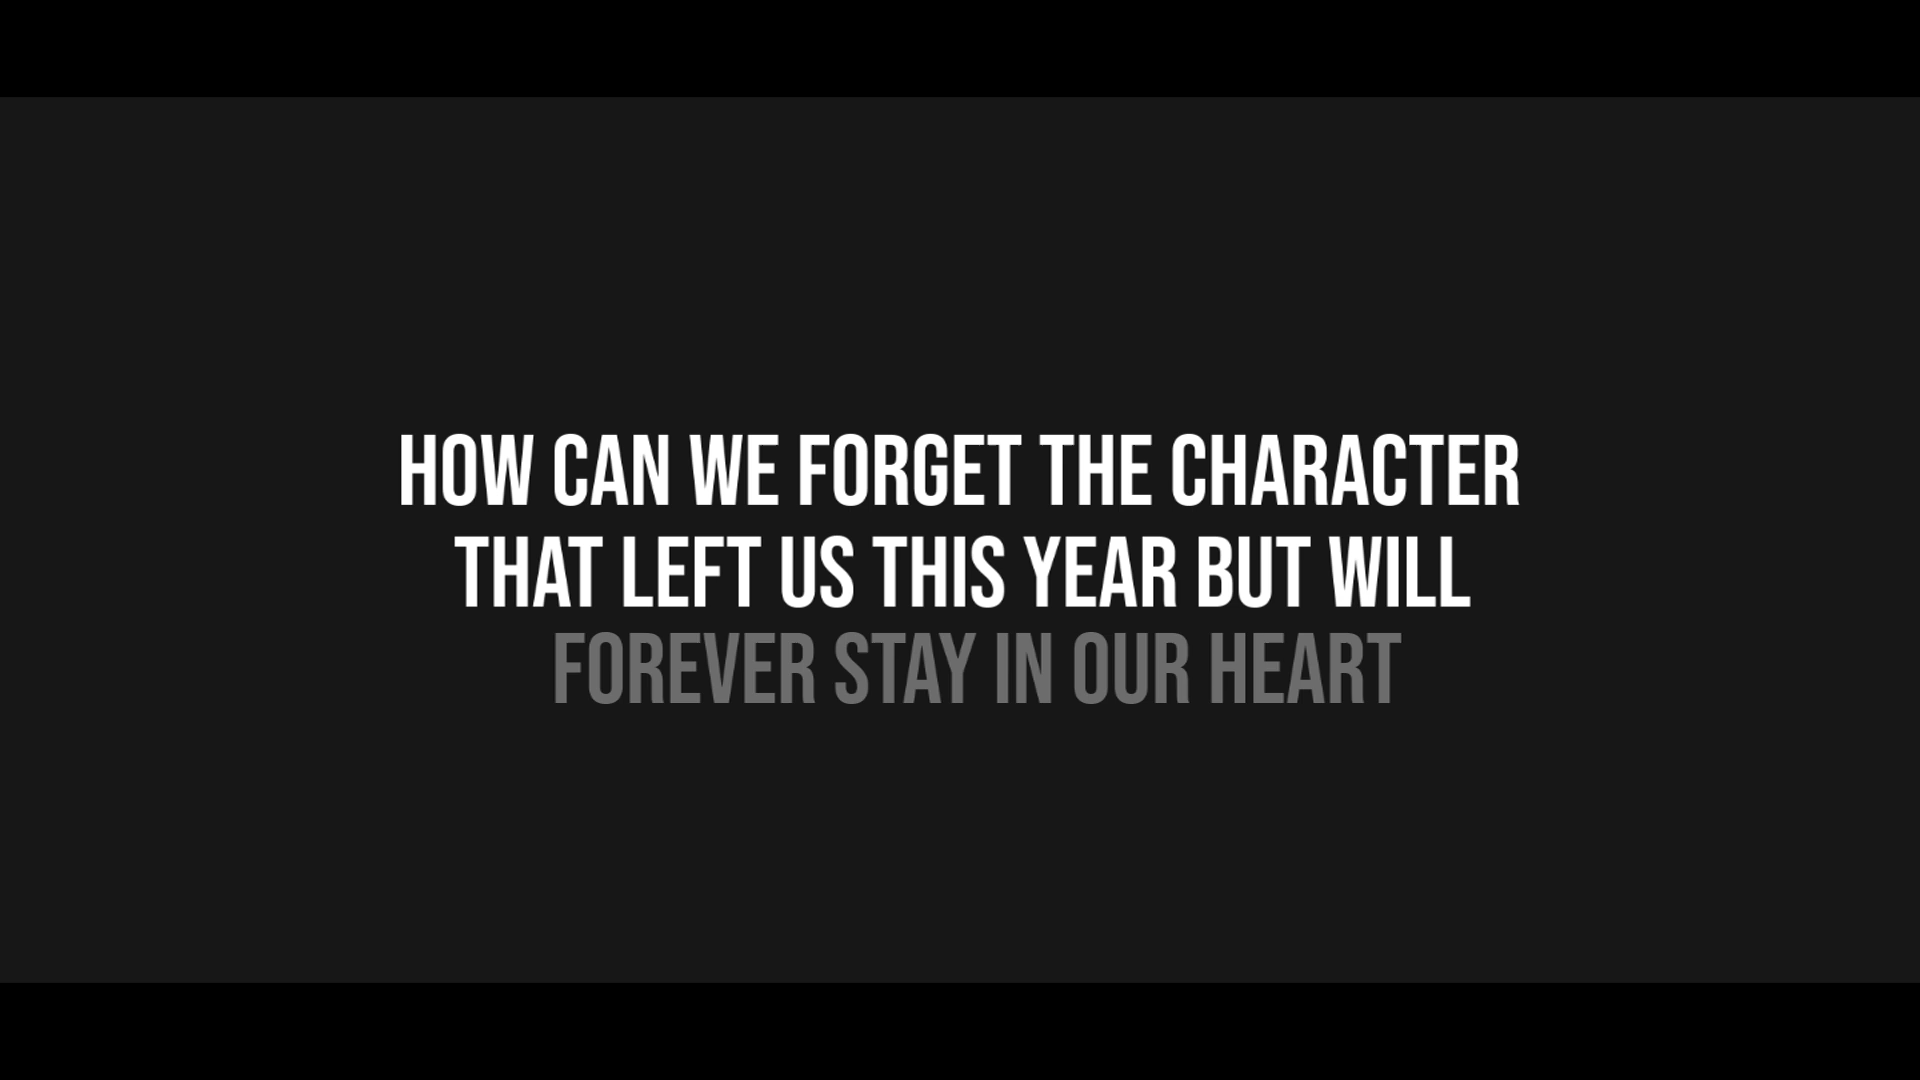 HOW CAN WE FORGET THE CHARACTER
THAT LEFT US THIS YEAR BUT WILL
FOREVER STAY IN OUR HEART